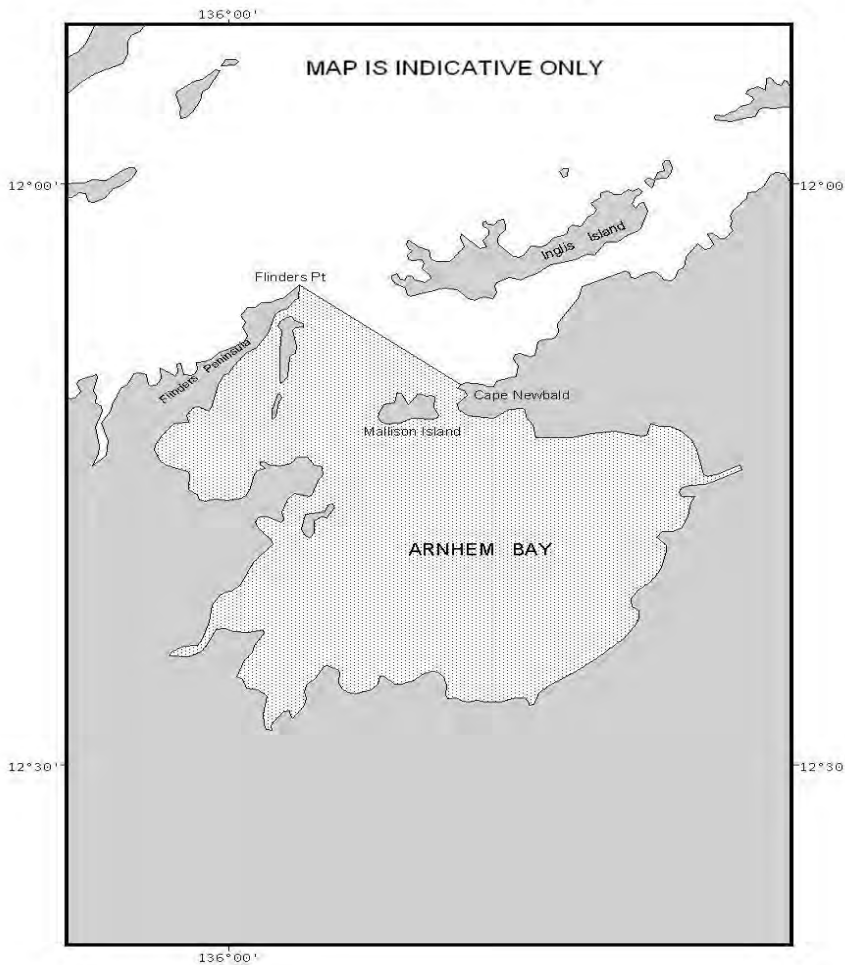 136°00'
MAP IS INDICATIVE ONLY
12°00'
12°00
Inglis Island
Flinders Pt
Flinders Peninsula
Cape Newbald
Mallison Island
ARNHEM BAY
12°30'
12°30
136°00'